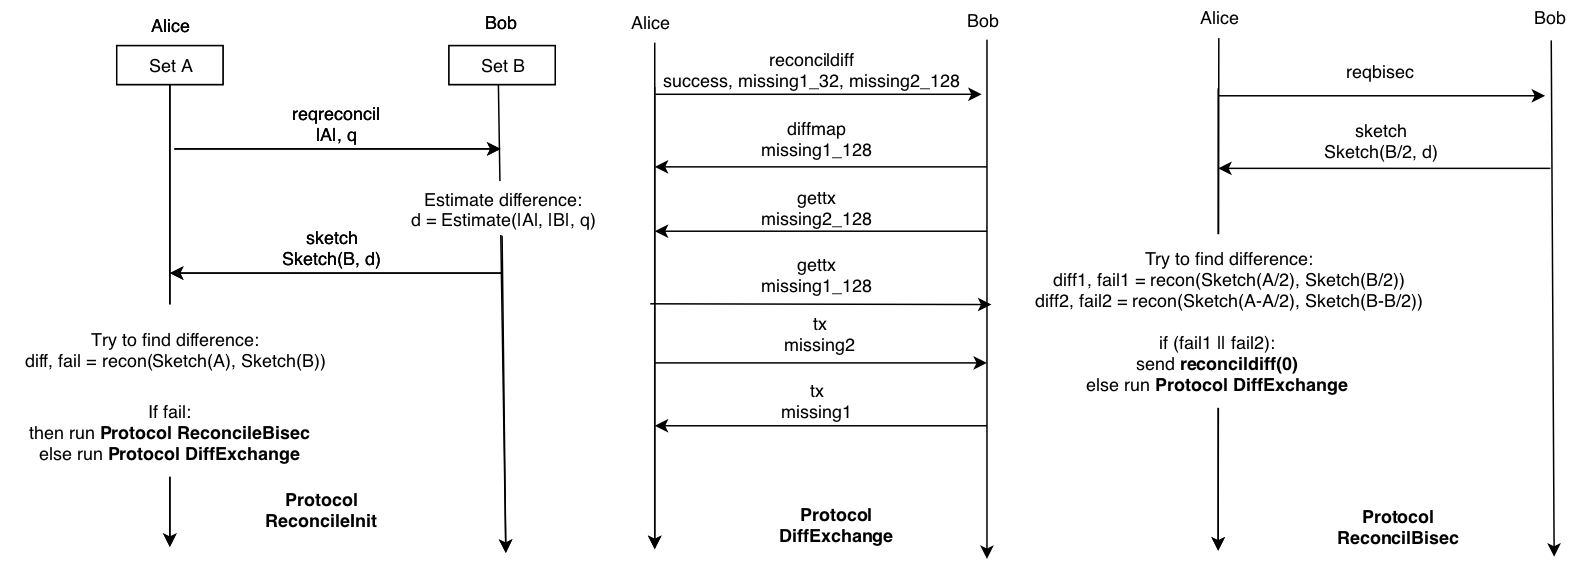 Alice
Bob
Set A
Set B
reqreconcil
|A|, q
Estimate difference:
d = Estimate(|A|, |B|, q)
sketch
Sketch(B, d)
Try to find difference:
diff, fail = recon(Sketch(A), Sketch(B))
If fail:
then run Protocol ReconcileBisec
else run Protocol DiffExchange
Protocol
ReconcileInit
Alice
Bob
reconcildiff
success, missing1_32, missing2_128
diffmap
missing1_128
gettx
missing2_128
gettx
missing1_128
tx
missing2
tx
missing1
Protocol
DiffExchange
Alice
Bob
reqbisec
sketch
Sketch(B/2, d)
Try to find difference:
diff1, fail1 = recon(Sketch(A/2), Sketch(B/2))
diff2, fail2 = recon(Sketch(A-A/2), Sketch(B-B/2))
if (fail1 || fail2):
send reconcildiff(0)
else run Protocol DiffExchange
Protocol
ReconcilBisec